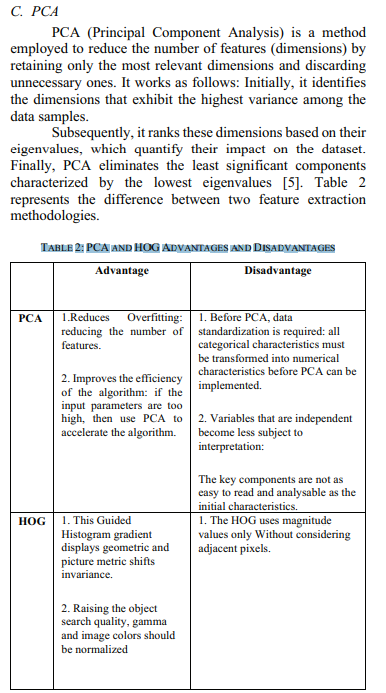 C. PCA
PCA (Principal Component Analysis) is a method
employed to reduce the number of features (dimensions) by
retaining only the most relevant dimensions and discarding
unnecessary ones. It works as follows: Initially, it identifies
the dimensions that exhibit the highest variance among the
data samples.
Subsequently, it ranks these dimensions based on their
eigenvalues, which quantify their impact on the dataset.
Finally, PCA eliminates the least significant components
characterized by the lowest eigenvalues [5]. Table 2
represents the difference between two feature extraction
methodologies.
TABLE 2: PCA AND HOG ADVANTAGES AND DISADVANTAGES
Advantage Disadvantage
PCA
1.Reduces Overfitting:
reducing the number of
features.
2. Improves the efficiency
of the algorithm: if the
input parameters are too
high, then use PCA to
accelerate the algorithm.
1. Before PCA, data
standardization is required: all
categorical characteristics must
be transformed into numerical
characteristics before PCA can be
implemented.
2. Variables that are independent
become less subject to
interpretation:
The key components are not as
easy to read and analysable as the
initial characteristics.
HOG
1. This Guided
Histogram gradient
displays geometric and
picture metric shifts
invariance.
2. Raising the object
search quality, gamma
and image colors should
be normalized
1. The HOG uses magnitude
values only Without considering
adjacent pixels.